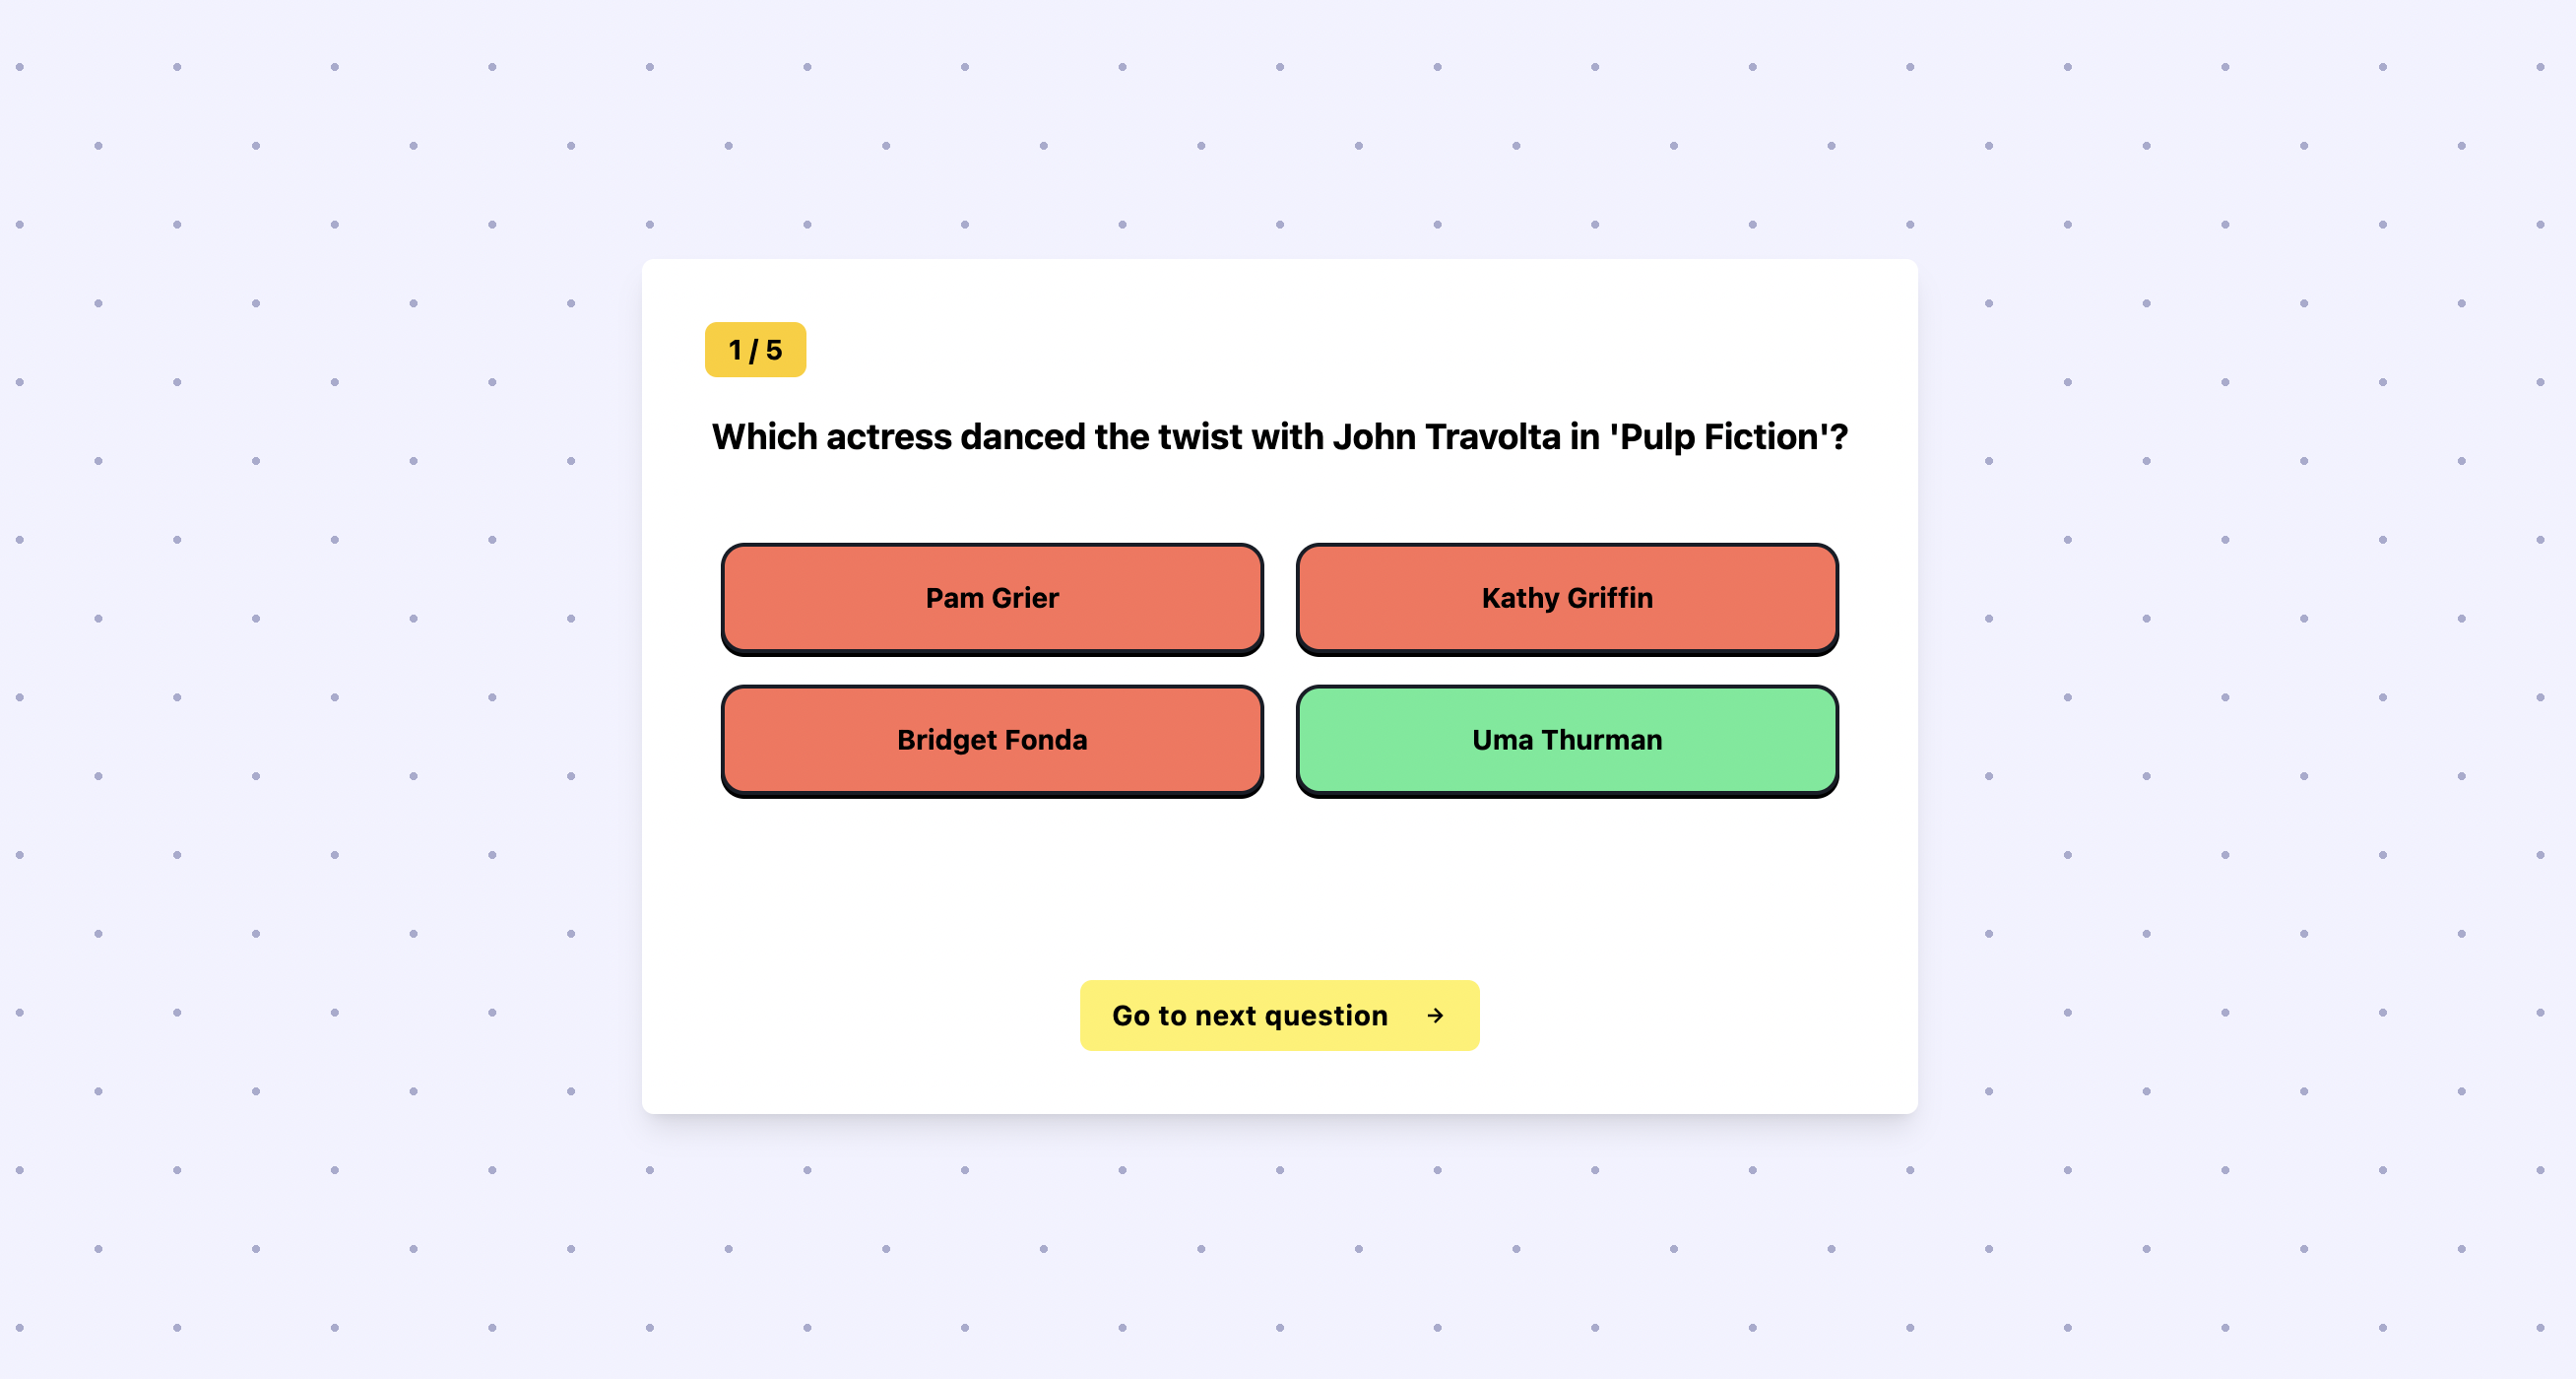 1 / 5
Which actress danced the twist with John Travolta in 'Pulp Fiction'?
Pam Grier
Kathy Griffin
Bridget Fonda
Uma Thurman
Go to next question →